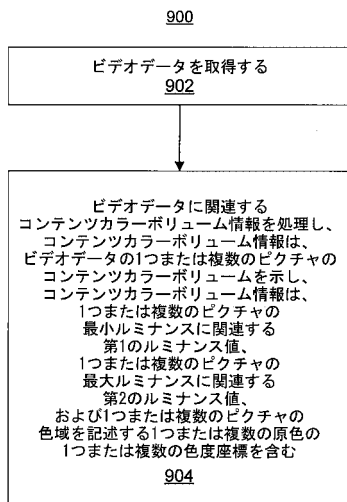 900
ビデオデータを取得する
902
ビデオデータに関連する
コンテンツカラーボリューム情報を処理し、
コンテンツカラーボリューム情報は、
ビデオデータの1つまたは複数のピクチャの
コンテンツカラーボリュームを示し、
コンテンツカラーボリューム情報は、
1つまたは複数のピクチャの
最小ルミナンスに関連する
第1のルミナンス値、
1つまたは複数のピクチャの
最大ルミナンスに関連する
第2のルミナンス値、
および1つまたは複数のピクチャの
色域を記述する1つまたは複数の原色の
1つまたは複数の色度座標を含む
904